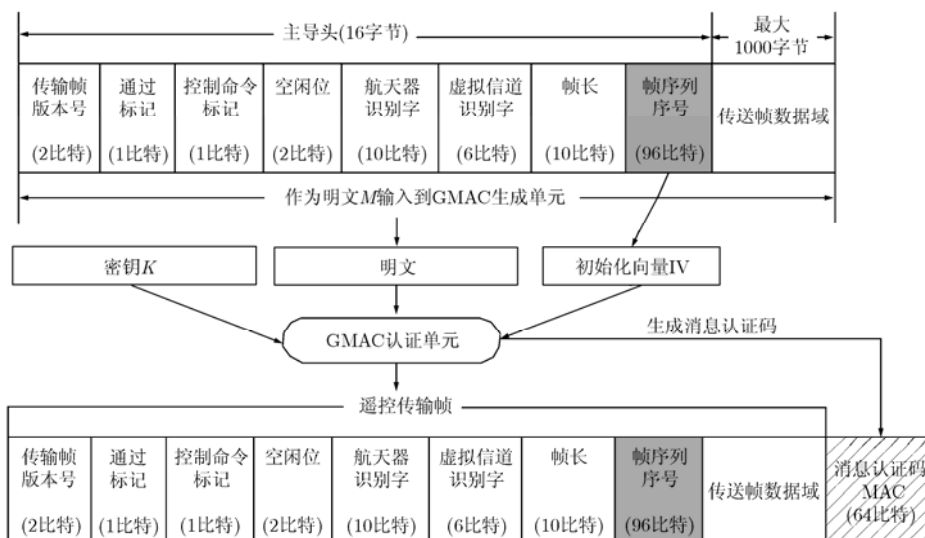 主导头(16字节)
最大
1000字节
传输帧
版本号
(2比特)
通过
标记
(1比特)
控制命令
标记
(1比特)
空闲位
(2比特)
航天器
识别字
(10比特)
虚拟信道
识别字
(6比特)
帧长
(10比特)
帧序列
序号
(96比特)
传送帧数据域
作为明文M输入到GMAC生成单元
密钥K
明文
初始化向量IV
GMAC认证单元
生成消息认证码
遥控传输帧
传输帧
版本号
(2比特)
通过
标记
(1比特)
控制命令
标记
(1比特)
空闲位
(2比特)
航天器
识别字
(10比特)
虚拟信道
识别字
(6比特)
帧长
(10比特)
帧序列
序号
(96比特)
传送帧数据域
消息认证码
MAC
(64比特)